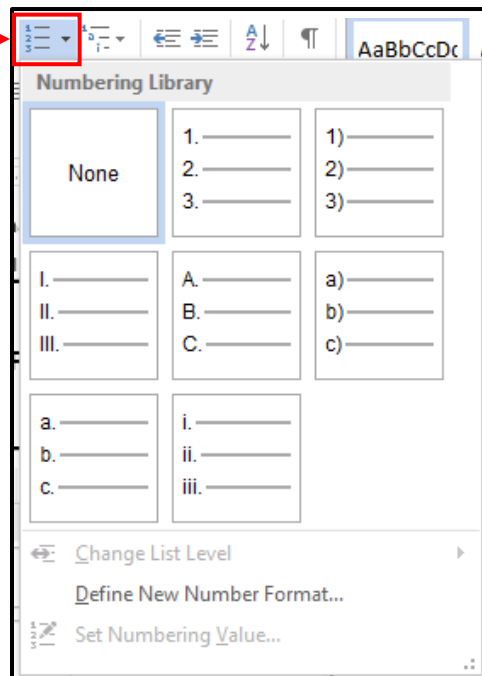 AaBbCcDc
Numbering Library
None
1.
2.
3.
1)
2)
3)
I.
II.
III.
A.
B.
C.
a)
b)
c)
a.
b.
c.
i.
ii.
iii.
Change List Level
Define New Number Format...
Set Numbering Value...